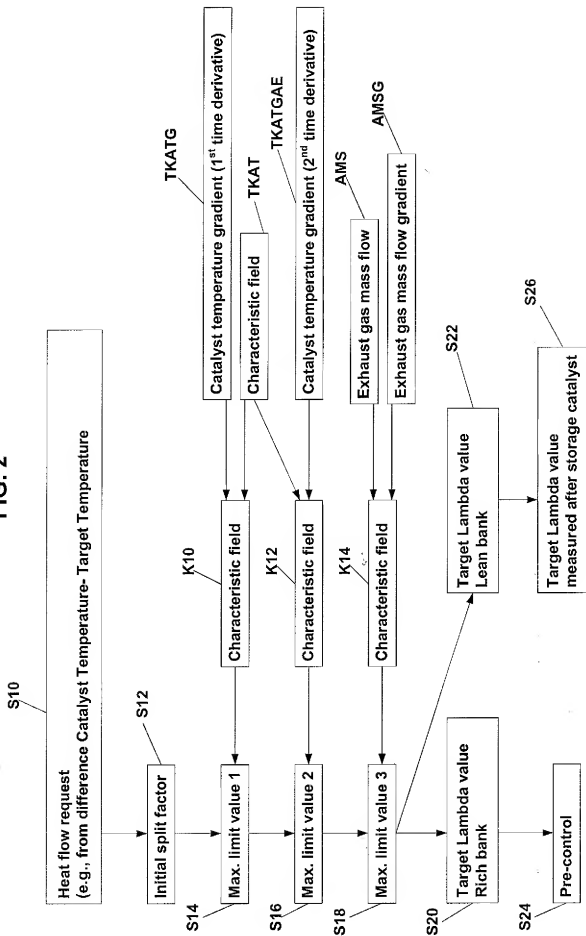 FIG. 2
S10
Heat flow request
(e.g., from difference Catalyst Temperature- Target Temperature
S12
Initial split factor
TKATG
Catalyst temperature gradient (1st time derivative)
K10
S14
Max. limit value 1
Characteristic field
TKAT
Characteristic field
TKATGAE
K12
S16
Max. limit value 2
Characteristic field
Catalyst temperature gradient (2nd time derivative)
AMS
Exhaust gas mass flow
K14
S18
Max. limit value 3
Characteristic field
AMSG
Exhaust gas mass flow gradient
S20
Target Lambda value
Rich bank
S22
Target Lambda value
Lean bank
S24
Pre-control
S26
Target Lambda value
measured after storage catalyst